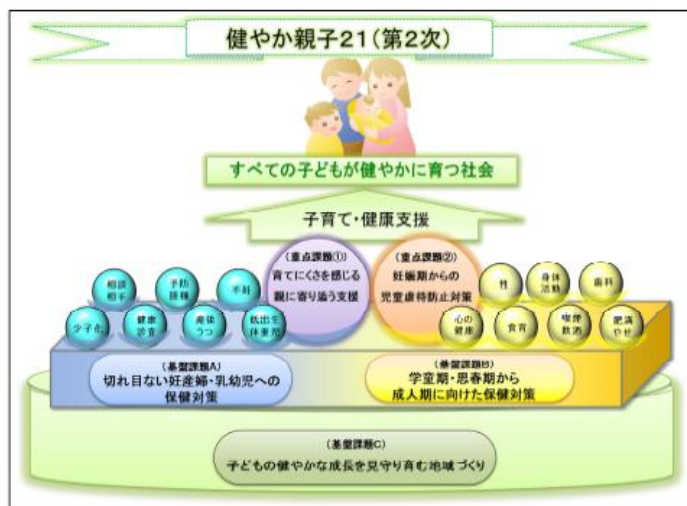 健やか親子21(第2次)
すべての子どもが健やかに育つ社会
子育て・健康支援
(重点課題①)
育てにくさを感じる
親に寄り添う支援
(重点課題②)
妊娠期からの
児童虐待防止対策
相談
相手
予防
接種
不妊
少子化
健康
診査
産後
うつ
低出生
体重児
性
身体
活動
歯科
心の
健康
食育
喫煙
飲酒
肥満
やせ
(基盤課題A)
切れ目ない妊産婦・乳幼児への
保健対策
(基盤課題B)
学童期・思春期から
成人期に向けた保健対策
(基盤課題C)
子どもの健やかな成長を見守り育む地域づくり